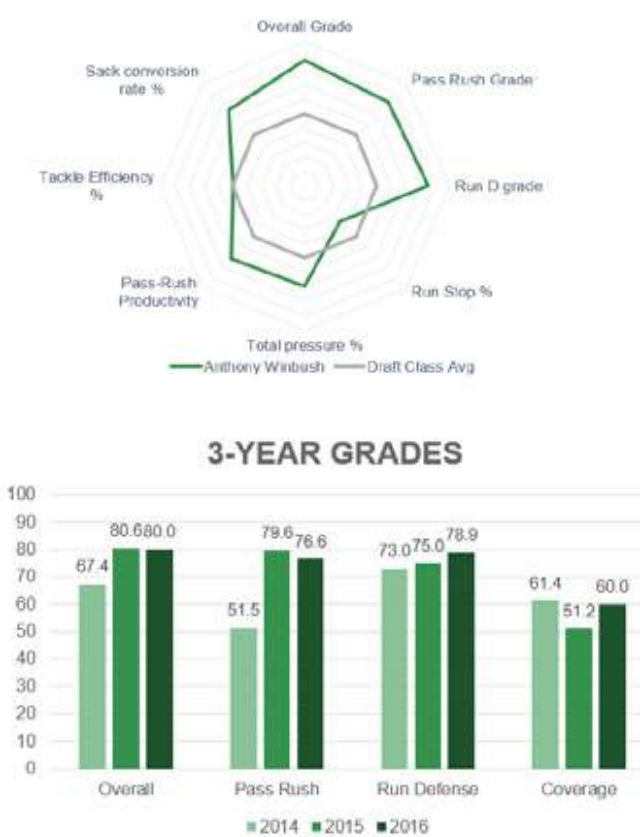 Overall Grade
Sack conversion
rate %
Pass Rush Grade
Tackle Efficiency
%
Run D grade
Pass-Rush
Productivity
Run Stop %
Total pressure %
Anthony Winbush Draft Class Avg
3-YEAR GRADES
100
90
80
70
60
50
40
30
20
10
0
67.4 80.6 80.0
51.5 79.6 76.6
73.0 75.0 78.9
61.4 51.2 60.0
Overall Pass Rush Run Defense Coverage
2014 2015 2016